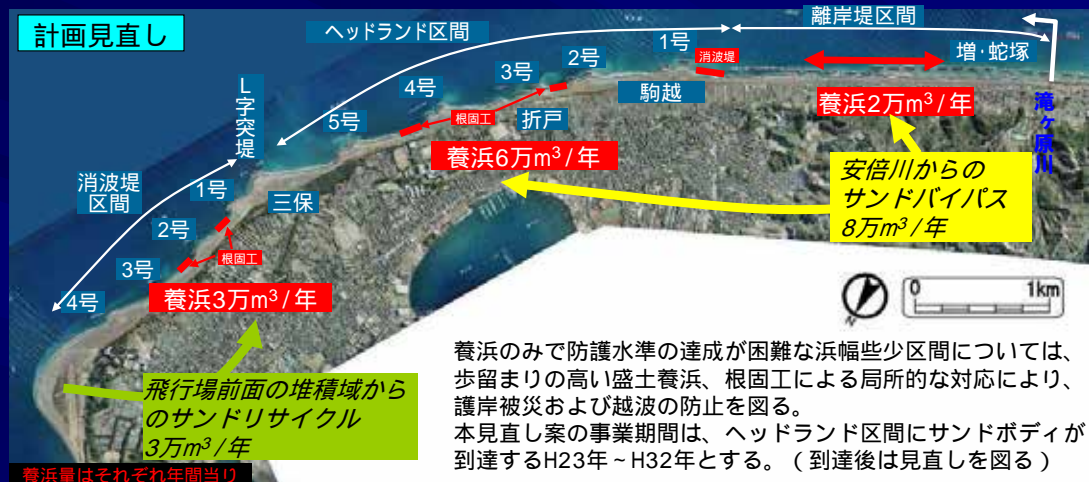 計画見直し
ヘッドランド区間
離岸堤区間
L字突堤
消波堤
区間
1号
2号
3号
4号
根固工
三保
5号
4号
3号
2号
1号
根固工
折戸
駒越
消波堤
増・蛇塚
滝ヶ原川
養浜2万m³/年
養浜6万m³/年
養浜3万m³/年
安倍川からの
サンドバイパス
8万m³/年
飛行場前面の堆積域から
のサンドリサイクル
3万m³/年
養浜量はそれぞれ年間当り
N
0 1km
養浜のみで防護水準の達成が困難な浜幅些少区間については、
歩留まりの高い盛土養浜、根固工による局所的な対応により、
護岸被災および越波の防止を図る。
本見直し案の事業期間は、ヘッドランド区間にサンドボディが
到達するH23年~H32年とする。(到達後は見直しを図る)